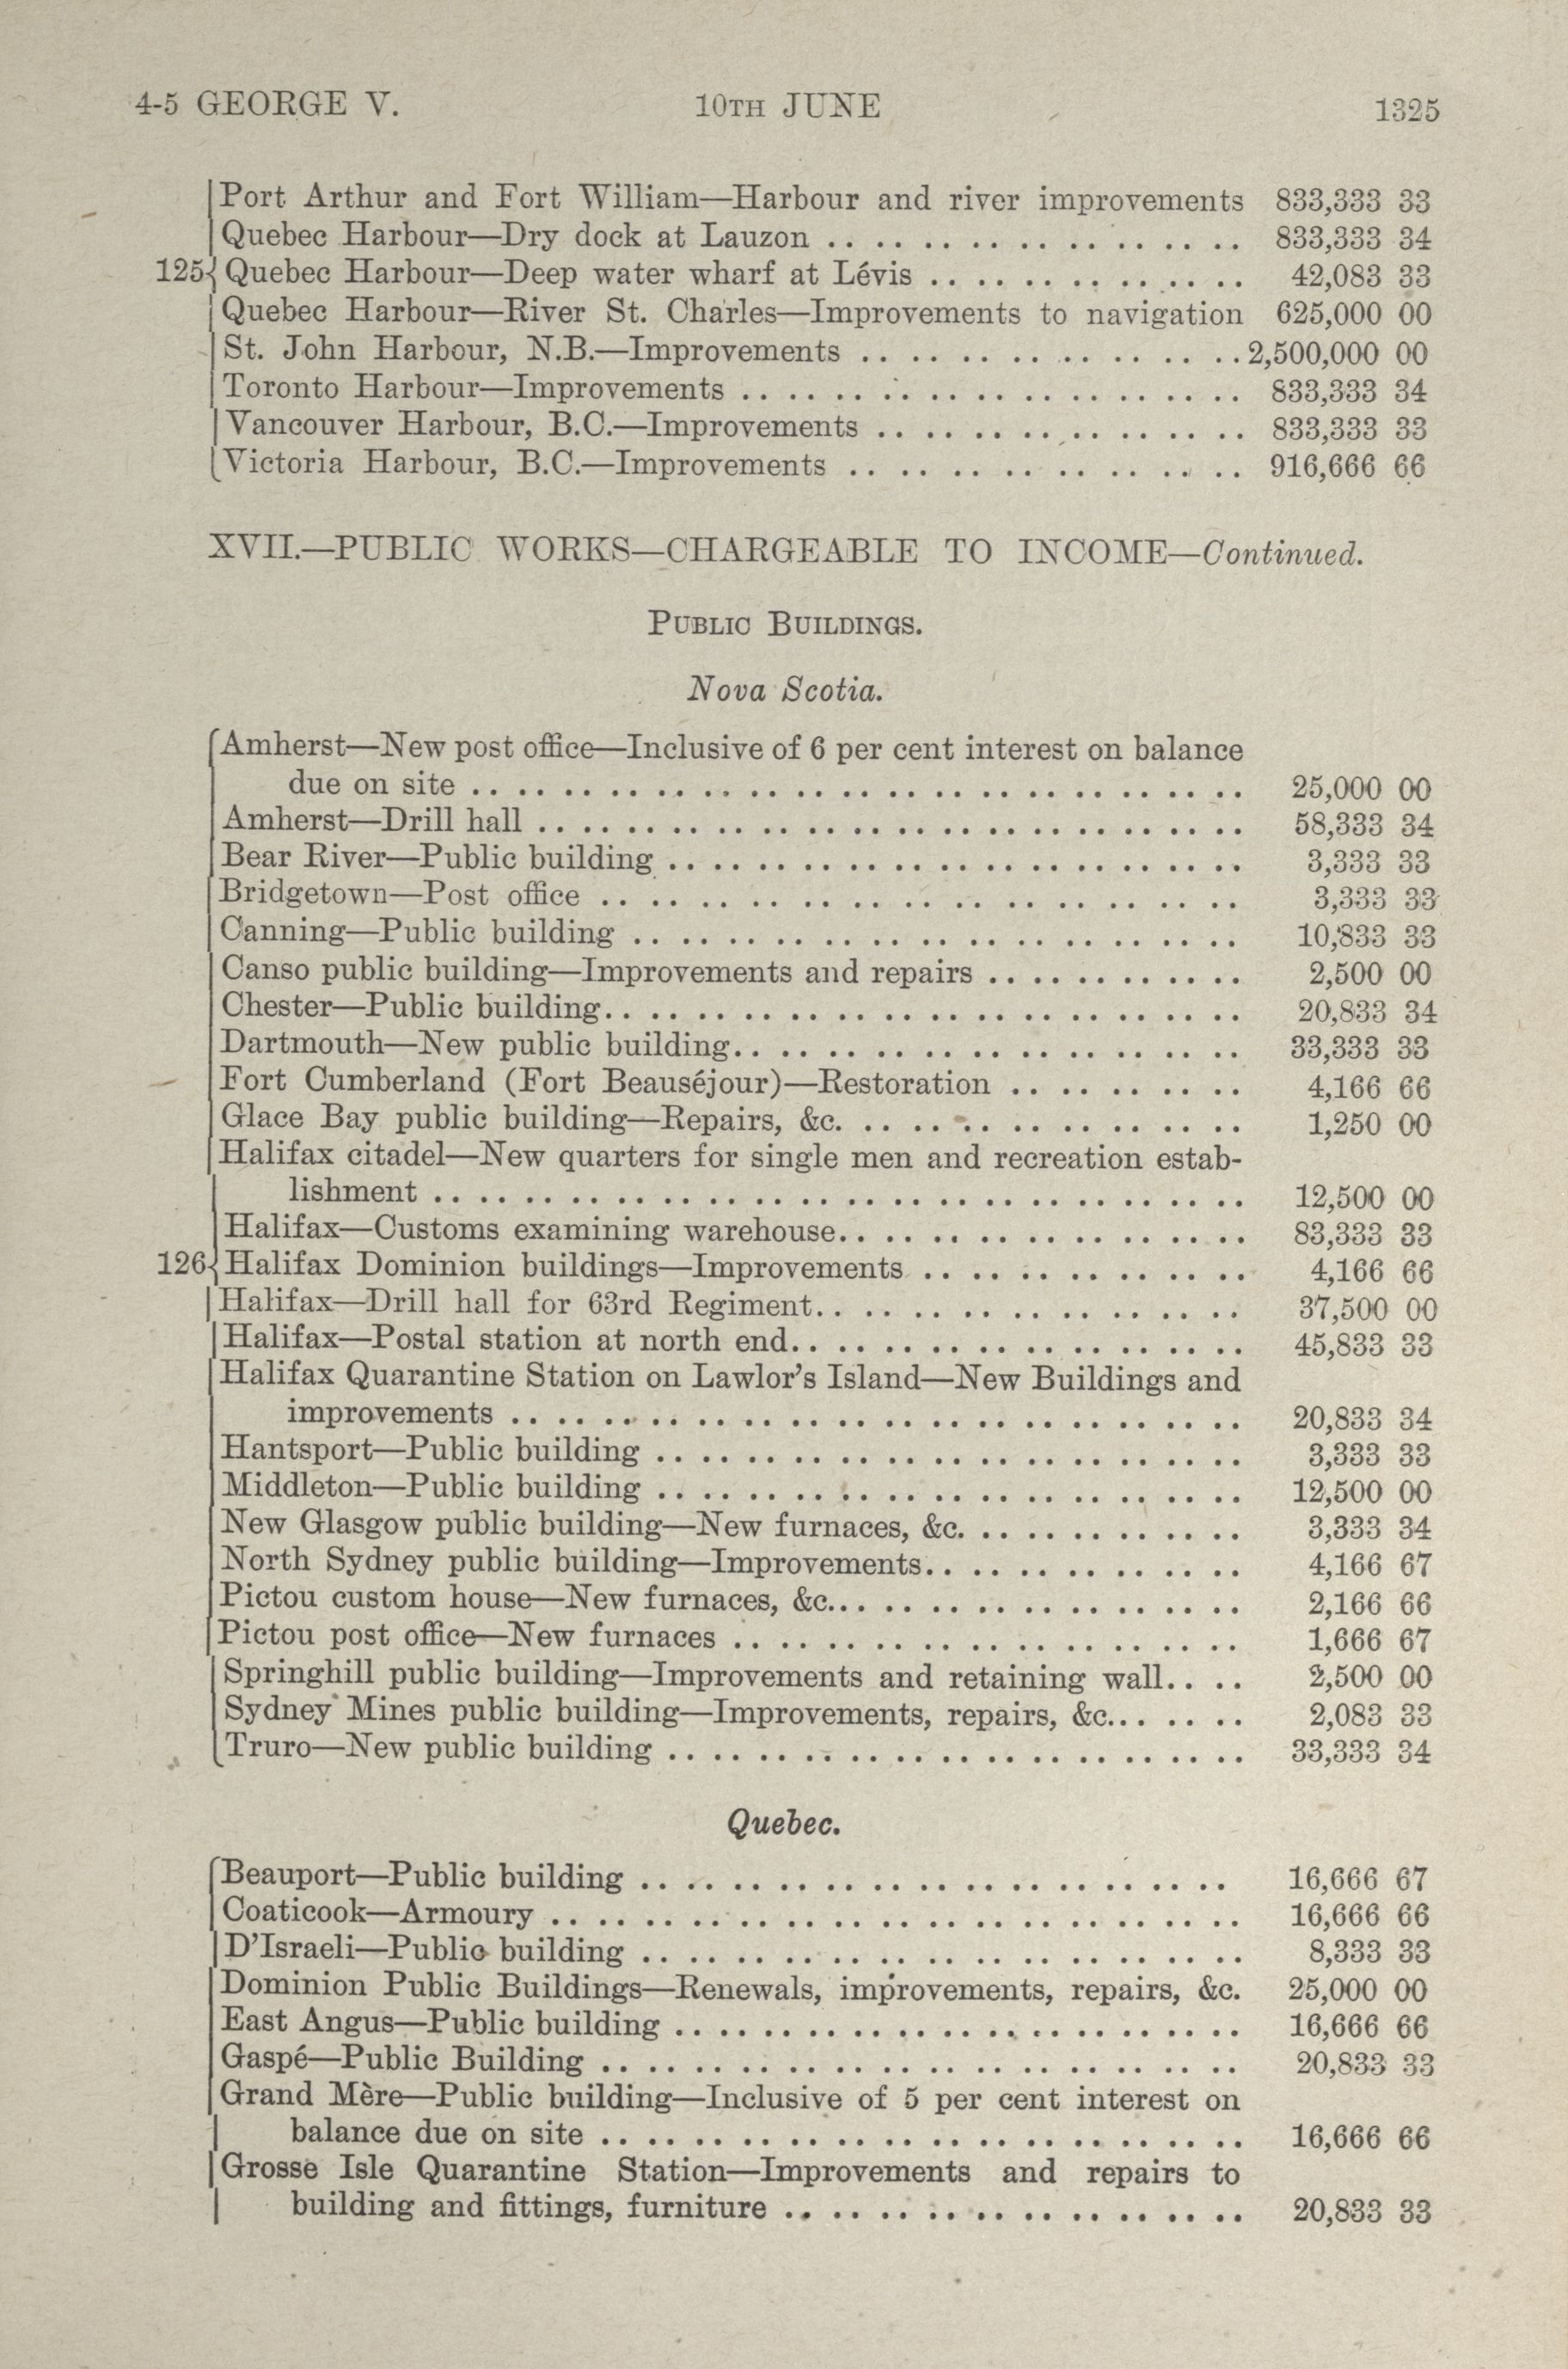 4-5 GEORGE V. 10TH JUNE 1325
Port Arthur and Fort William—Harbour and river improvements 833,333 33
Quebec Harbour—Dry dock at Lauzon .. .. .. .. .. .. .. .. .. 833,333 34
125{ Quebec Harbour—Deep water wharf at Lévis .. .. .. .. .. .. .. 42,083 33
Quebec Harbour—River St. Charles—Improvements to navigation 625,000 00
St. John Harbour, N.B.—Improvements .. .. .. .. .. .. .. .. 2,500,000 00
Toronto Harbour—Improvements .. .. .. .. .. .. .. .. .. .. .. 833,333 34
Vancouver Harbour, B.C.—Improvements .. .. .. .. .. .. .. .. 833,333 33
Victoria Harbour, B.C.—Improvements .. .. .. .. .. .. .. .. 916,666 66
XVII.—PUBLIC WORKS—CHARGEABLE TO INCOME—Continued.
PUBLIC BUILDINGS.
Nova Scotia.
Amherst—New post office—Inclusive of 6 per cent interest on balance
due on site .. .. .. .. .. .. .. .. .. .. .. .. .. .. .. .. .. 25,000 00
Amherst—Drill hall .. .. .. .. .. .. .. .. .. .. .. .. .. .. .. .. 58,333 34
Bear River—Public building .. .. .. .. .. .. .. .. .. .. .. .. .. 3,333 33
Bridgetown—Post office .. .. .. .. .. .. .. .. .. .. .. .. .. 3,333 33
Canning—Public building .. .. .. .. .. .. .. .. .. .. .. .. .. 10,833 33
Canso public building—Improvements and repairs .. .. .. .. .. .. 2,500 00
Chester—Public building.. .. .. .. .. .. .. .. .. .. .. .. .. .. 20,833 34
Dartmouth—New public building.. .. .. .. .. .. .. .. .. .. .. 33,333 33
Fort Cumberland (Fort Beauséjour)—Restoration .. .. .. .. .. 4,166 66
Glace Bay public building—Repairs, &c. .. .. .. .. .. .. .. .. 1,250 00
Halifax citadel—New quarters for single men and recreation estab-
lishment .. .. .. .. .. .. .. .. .. .. .. .. .. .. .. .. .. .. 12,500 00
Halifax—Customs examining warehouse.. .. .. .. .. .. .. .. .. 83,333 33
126{ Halifax Dominion buildings—Improvements .. .. .. .. .. .. .. 4,166 66
Halifax—Drill hall for 63rd Regiment.. .. .. .. .. .. .. .. .. 37,500 00
Halifax—Postal station at north end.. .. .. .. .. .. .. .. .. .. 45,833 33
Halifax Quarantine Station on Lawlor's Island—New Buildings and
improvements .. .. .. .. .. .. .. .. .. .. .. .. .. .. .. .. 20,833 34
Hantsport—Public building .. .. .. .. .. .. .. .. .. .. .. .. .. 3,333 33
Middleton—Public building .. .. .. .. .. .. .. .. .. .. .. .. .. 12,500 00
New Glasgow public building—New furnaces, &c. .. .. .. .. .. .. 3,333 34
North Sydney public building—Improvements.. .. .. .. .. .. .. 4,166 67
Pictou custom house—New furnaces, &c... .. .. .. .. .. .. .. .. 2,166 66
Pictou post office—New furnaces .. .. .. .. .. .. .. .. .. .. .. 1,666 67
Springhill public building—Improvements and retaining wall.. .. 2,500 00
Sydney Mines public building—Improvements, repairs, &c... .. .. 2,083 33
Truro—New public building .. .. .. .. .. .. .. .. .. .. .. .. .. 33,333 34
Quebec.
Beauport—Public building .. .. .. .. .. .. .. .. .. .. .. .. .. 16,666 67
Coaticook—Armoury .. .. .. .. .. .. .. .. .. .. .. .. .. .. .. 16,666 66
D'Israeli—Public building .. .. .. .. .. .. .. .. .. .. .. .. .. 8,333 33
Dominion Public Buildings—Renewals, improvements, repairs, &c. 25,000 00
East Angus—Public building .. .. .. .. .. .. .. .. .. .. .. .. .. 16,666 66
Gaspé—Public Building .. .. .. .. .. .. .. .. .. .. .. .. .. .. 20,833 33
Grand Mère—Public building—Inclusive of 5 per cent interest on
balance due on site .. .. .. .. .. .. .. .. .. .. .. .. .. .. 16,666 66
Grosse Isle Quarantine Station—Improvements and repairs to
building and fittings, furniture .. .. .. .. .. .. .. .. .. .. 20,833 33